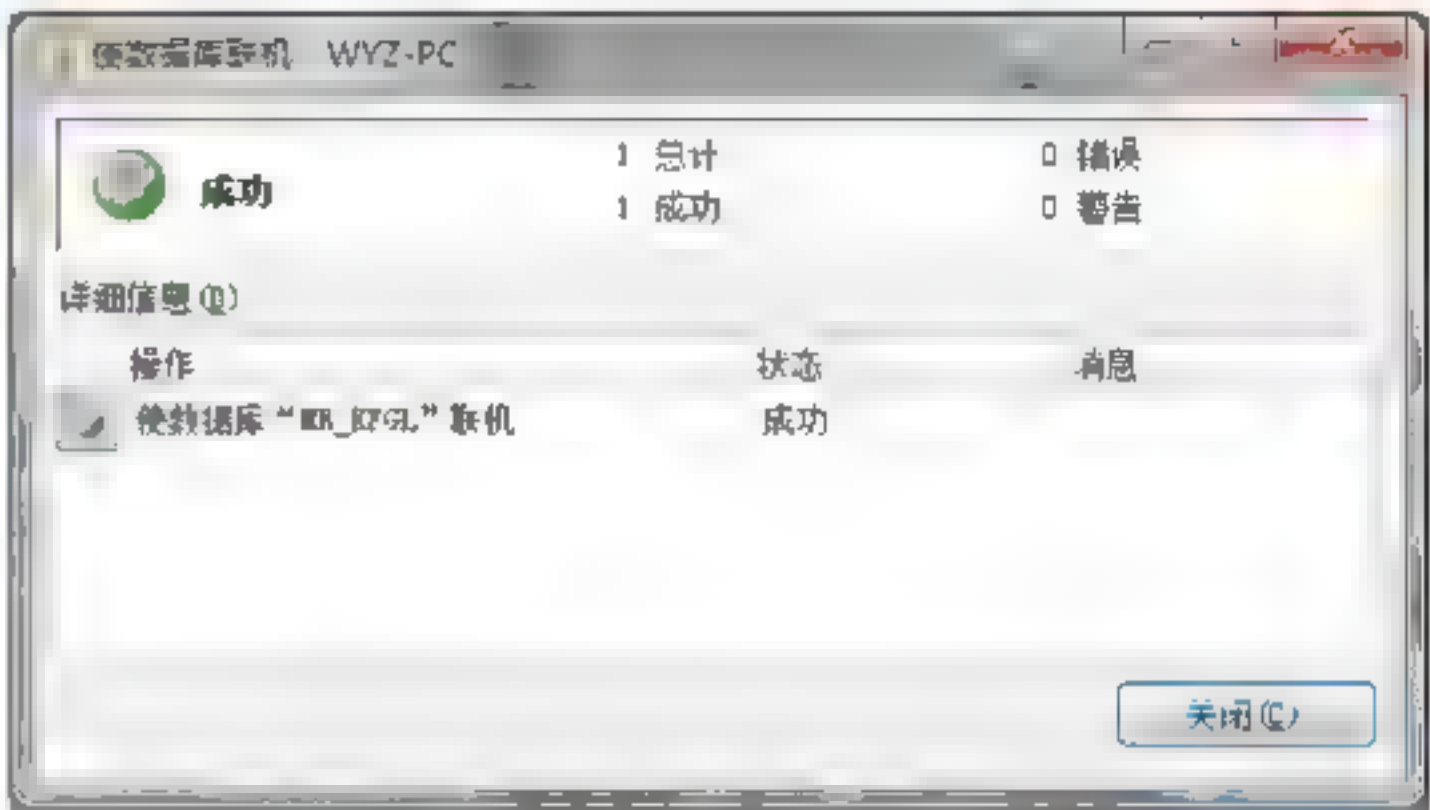 使数据库联机 WYZ-PC
成功
1 总计
0 错误
1 成功
0 警告
详细信息(D)
操作 状态 消息
使数据库“ ”联机 成功
关闭(C)